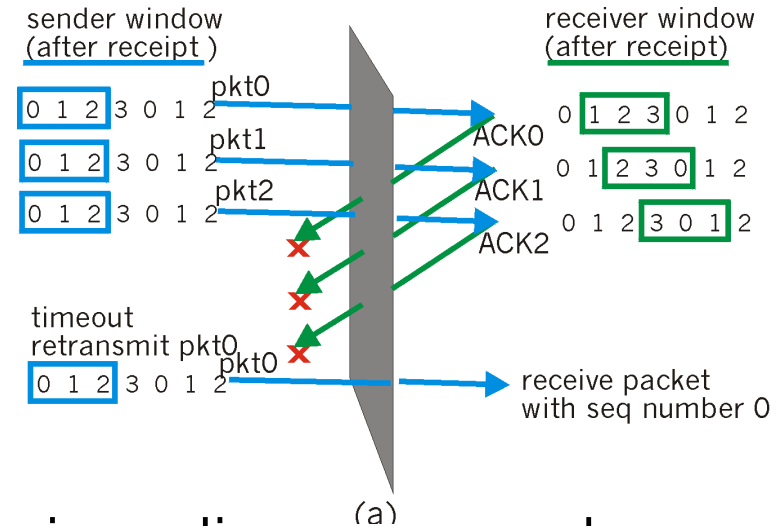 sender window
(after receipt )
receiver window
(after receipt)
0 1 2 3 0 1 2
pkt0
ACK0
0 1 2 3 0 1 2
0 1 2 3 0 1 2
pkt1
ACK1
0 1 2 3 0 1 2
0 1 2 3 0 1 2
pkt2
ACK2
0 1 2 3 0 1 2
timeout
retransmit pkt0
0 1 2 3 0 1 2
pkt0
receive packet
with seq number 0
(a)